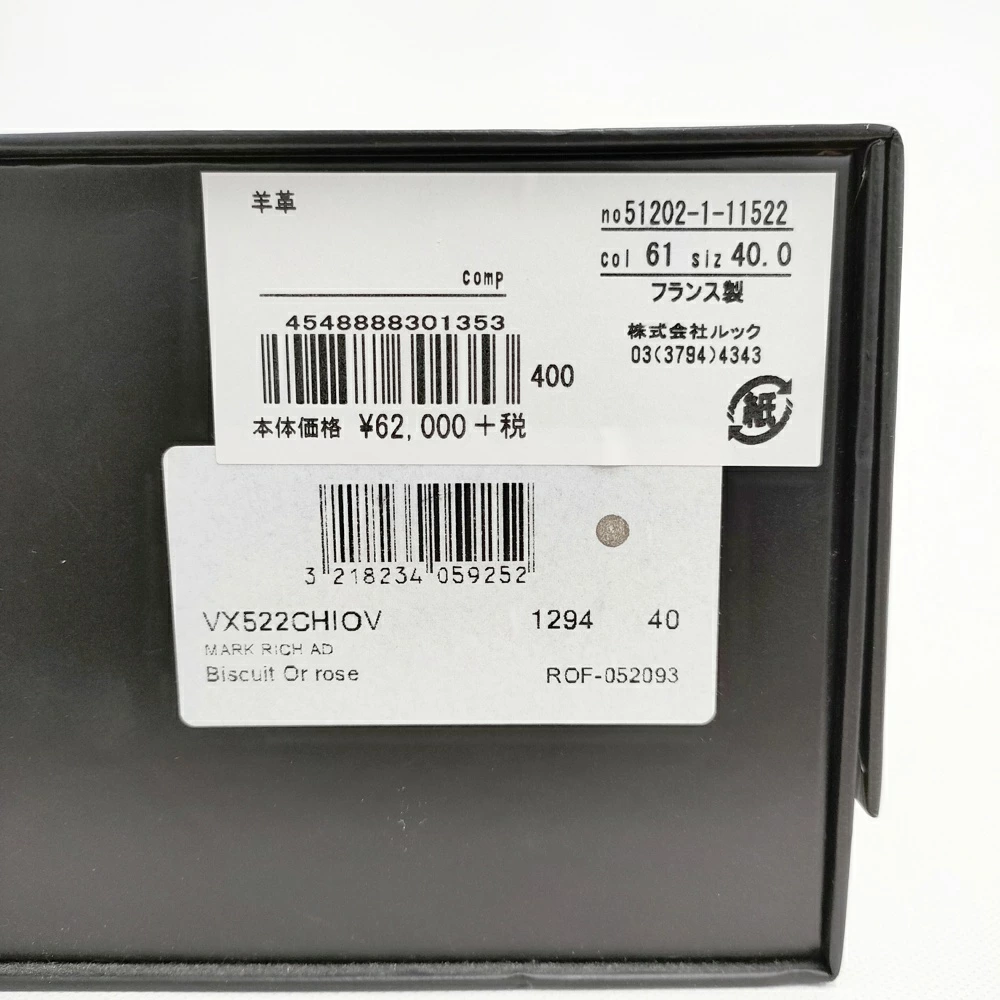 羊革
no51202-1-11522
col 61 siz 40.0
comp
フランス製
4548888301353
400
株式会社ルック
03(3794)4343
本体価格 ¥62,000+税
紙
3 218234 059252
VX522CHIOV 1294 40
MARK RICH AD
Biscuit Or rose ROF-052093